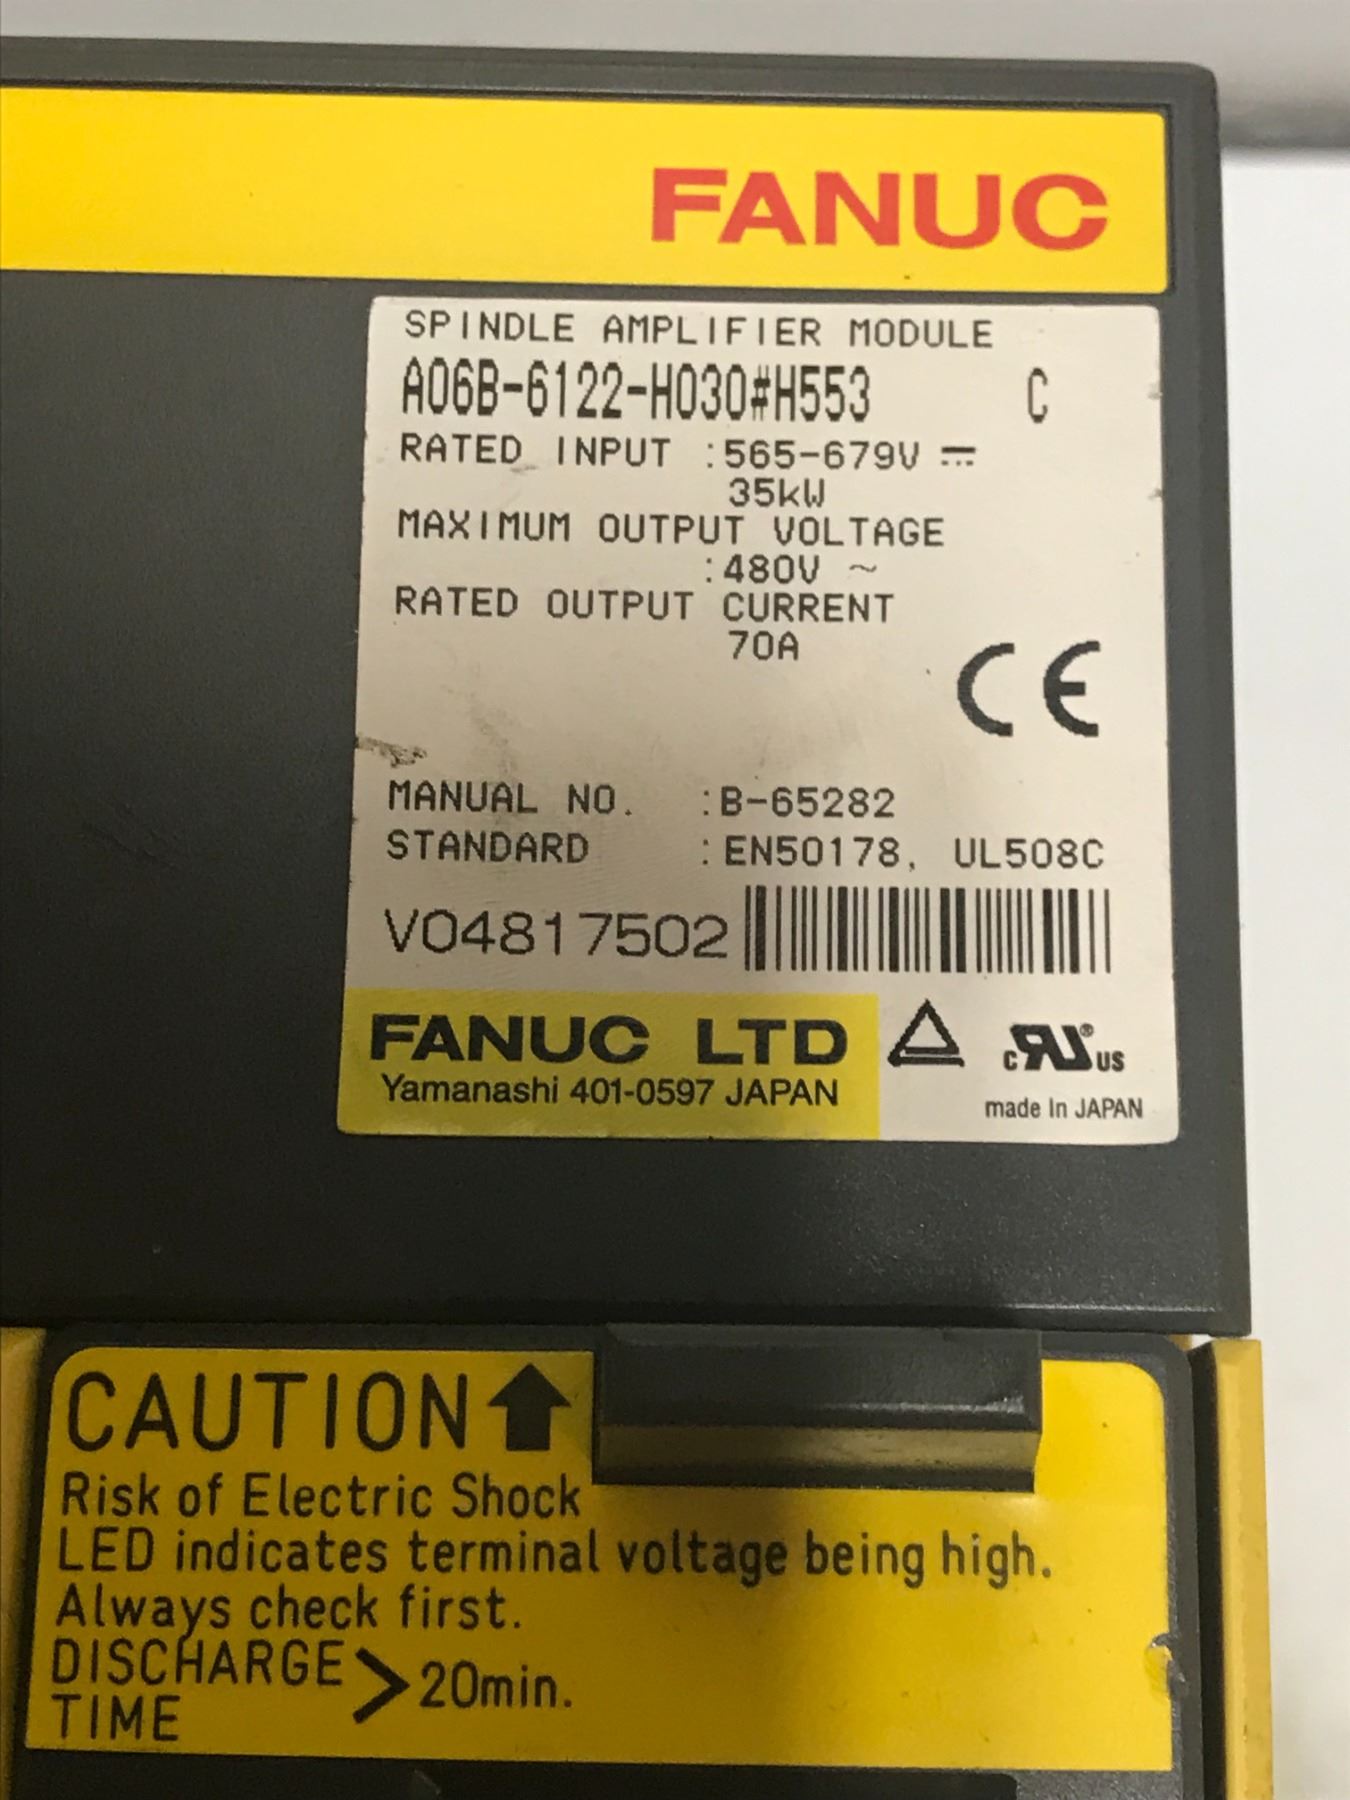 FANUC
SPINDLE AMPLIFIER MODULE
A06B-6122-H030#H553 C
RATED INPUT :565-679V ⎓
35kW
MAXIMUM OUTPUT VOLTAGE
:480V ~
RATED OUTPUT CURRENT
70A
CE
MANUAL NO. :B-65282
STANDARD :EN50178, UL508C
V04817502
FANUC LTD
Yamanashi 401-0597 JAPAN
c RU ® US
made In JAPAN
CAUTION
Risk of Electric Shock
LED indicates terminal voltage being high.
Always check first.
DISCHARGE
TIME > 20min.